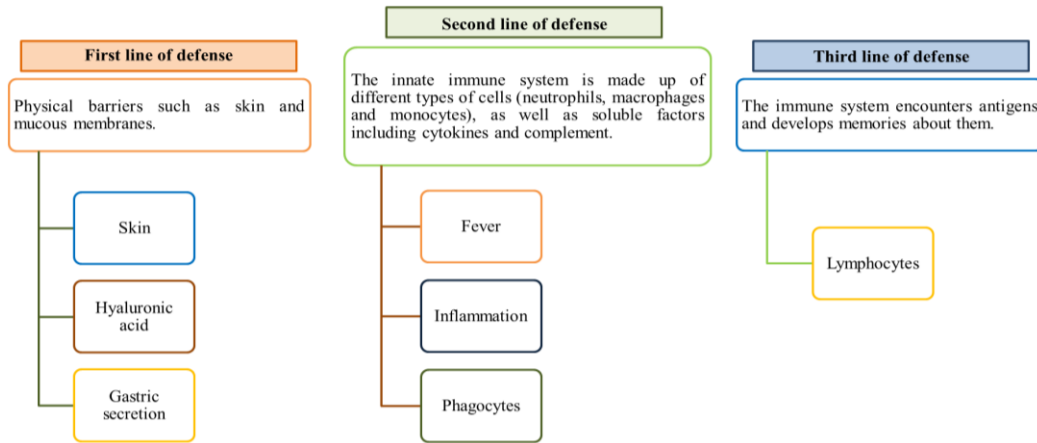 First line of defense
Physical barriers such as skin and
mucous membranes.
Skin
Hyaluronic
acid
Gastric
secretion
Second line of defense
The innate immune system is made up of
different types of cells (neutrophils, macrophages
and monocytes), as well as soluble factors
including cytokines and complement.
Fever
Inflammation
Phagocytes
Third line of defense
The immune system encounters antigens
and develops memories about them.
Lymphocytes